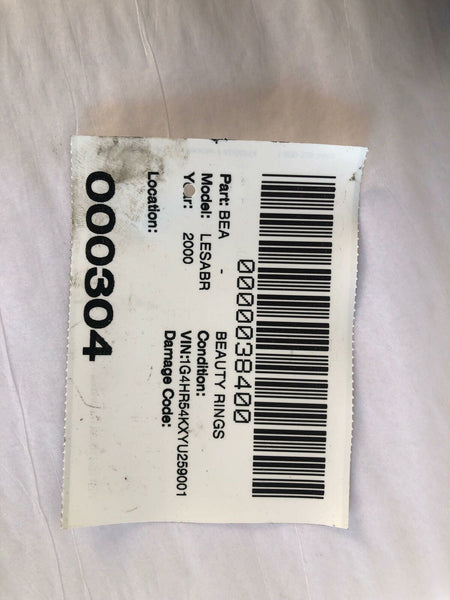 0000038400
Part: BEA - BEAUTY RINGS
Model: LESABR Condition:
Year: 2000 VIN:1G4HR54KXYU259001
Damage Code:
Location:
000304